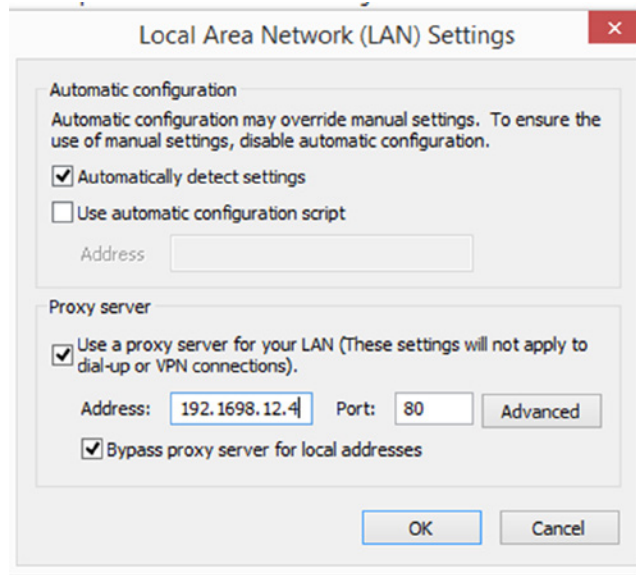 Local Area Network (LAN) Settings
Automatic configuration
Automatic configuration may override manual settings. To ensure the
use of manual settings, disable automatic configuration.
Automatically detect settings
Use automatic configuration script
Address
Proxy server
Use a proxy server for your LAN (These settings will not apply to
dial-up or VPN connections).
Address: 192.1698.12.4 Port: 80 Advanced
Bypass proxy server for local addresses
OK Cancel